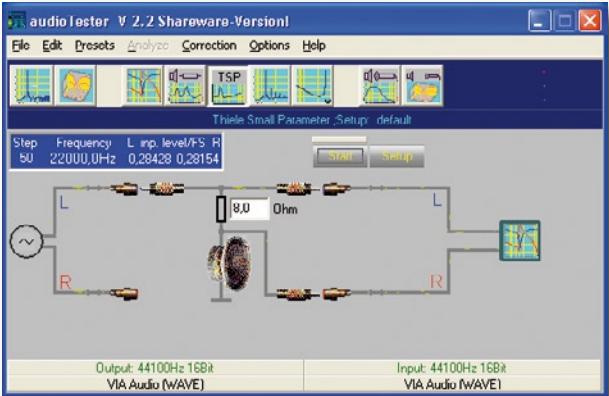 audioTester V 2.2 Shareware-Version!
File Edit Presets Analyze Correction Options Help
TSP
Thiele Small Parameter ,Setup: default
Step Frequency L inp. level/FS R
50 22000,0Hz 0,28428 0,28154
Start Setup
L
L
8,0 Ohm
R
R
Output: 44100Hz 16Bit
Input: 44100Hz 16Bit
VIA Audio (WAVE)
VIA Audio (WAVE)